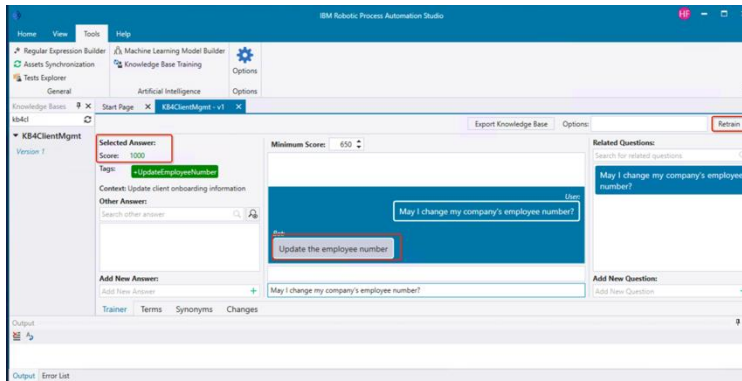 IBM Robotic Process Automation Studio
HF
Home View Tools Help
Regular Expression Builder
Assets Synchronization
Tests Explorer
General
Machine Learning Model Builder
Knowledge Base Training
Artificial Intelligence
Options
Options
Knowledge Bases
kb4cl
KB4ClientMgmt
Version 1
Start Page
KB4ClientMgmt - v1
Export Knowledge Base Options: Retrain
Selected Answer:
Score: 1000
Tags: +UpdateEmployeeNumber
Context: Update client onboarding information
Other Answer:
Search other answer
Add New Answer:
Add New Answer
Minimum Score: 650
User
May I change my company's employee number?
Bot
Update the employee number
May I change my company's employee number?
Related Questions:
Search for related questions
May I change my company's employee
number?
Add New Question:
Add New Question
Trainer Terms Synonyms Changes
Output
Output Error List